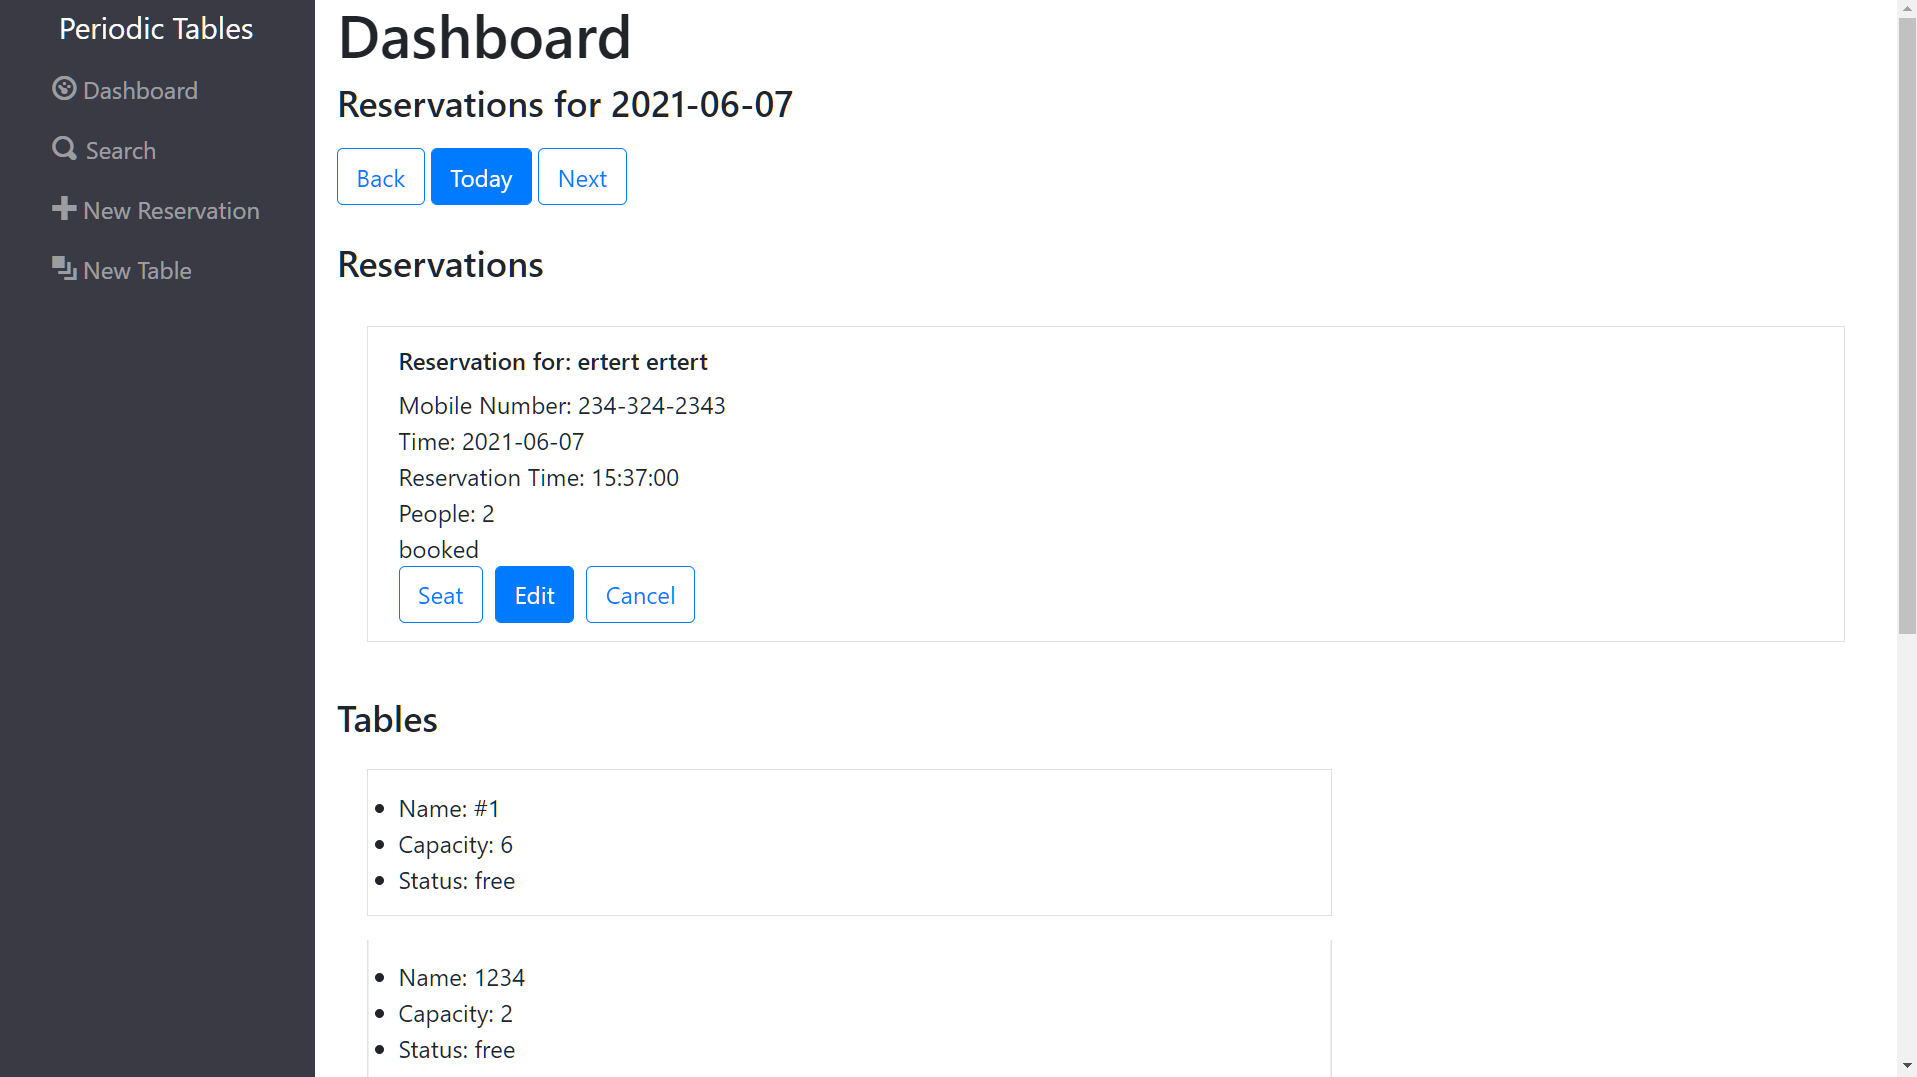 Periodic Tables
Dashboard
Search
New Reservation
New Table
Dashboard
Reservations for 2021-06-07
Back Today Next
Reservations
Reservation for: ertert ertert
Mobile Number: 234-324-2343
Time: 2021-06-07
Reservation Time: 15:37:00
People: 2
booked
Seat Edit Cancel
Tables
Name: #1
Capacity: 6
Status: free
Name: 1234
Capacity: 2
Status: free